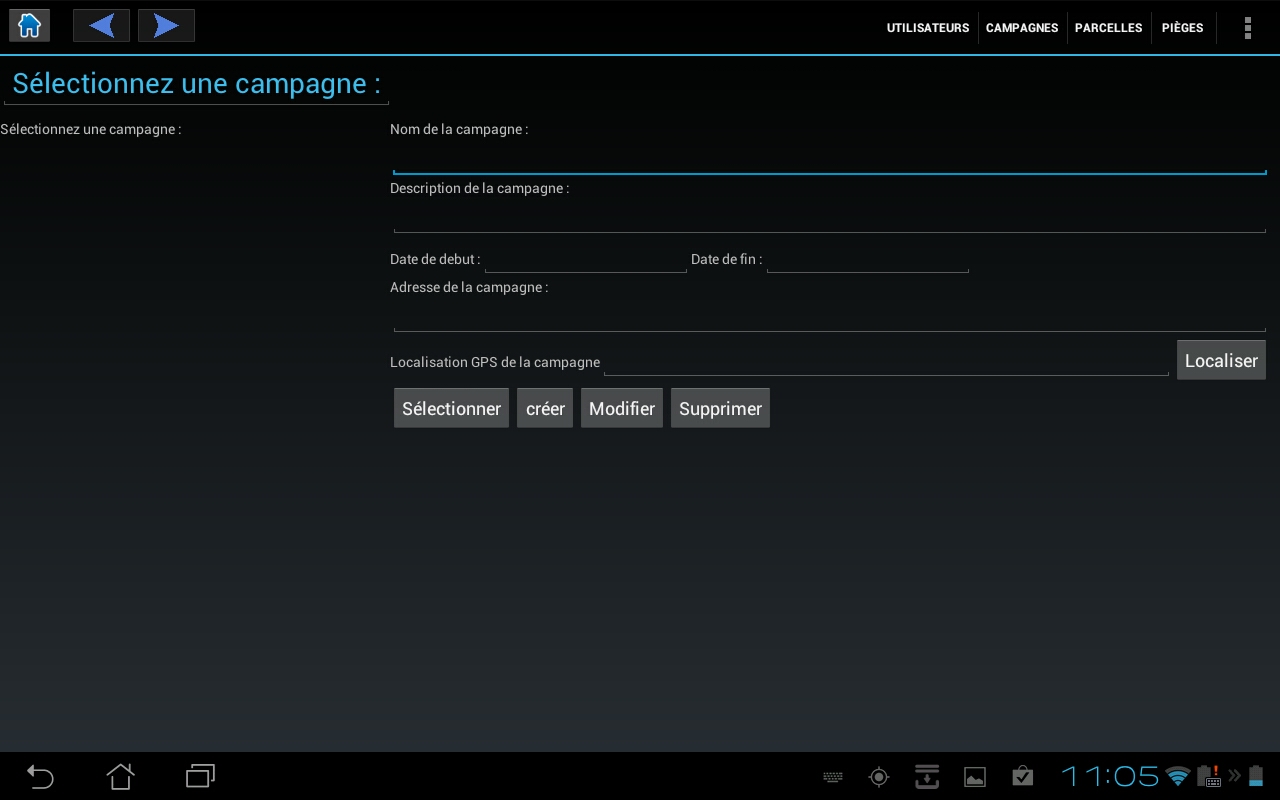 UTILISATEURS CAMPAGNES PARCELLES PIÈGES
Sélectionnez une campagne :
Sélectionnez une campagne :
Nom de la campagne :
Description de la campagne :
Date de debut : Date de fin :
Adresse de la campagne :
Localisation GPS de la campagne Localiser
Sélectionner créer Modifier Supprimer
11:05